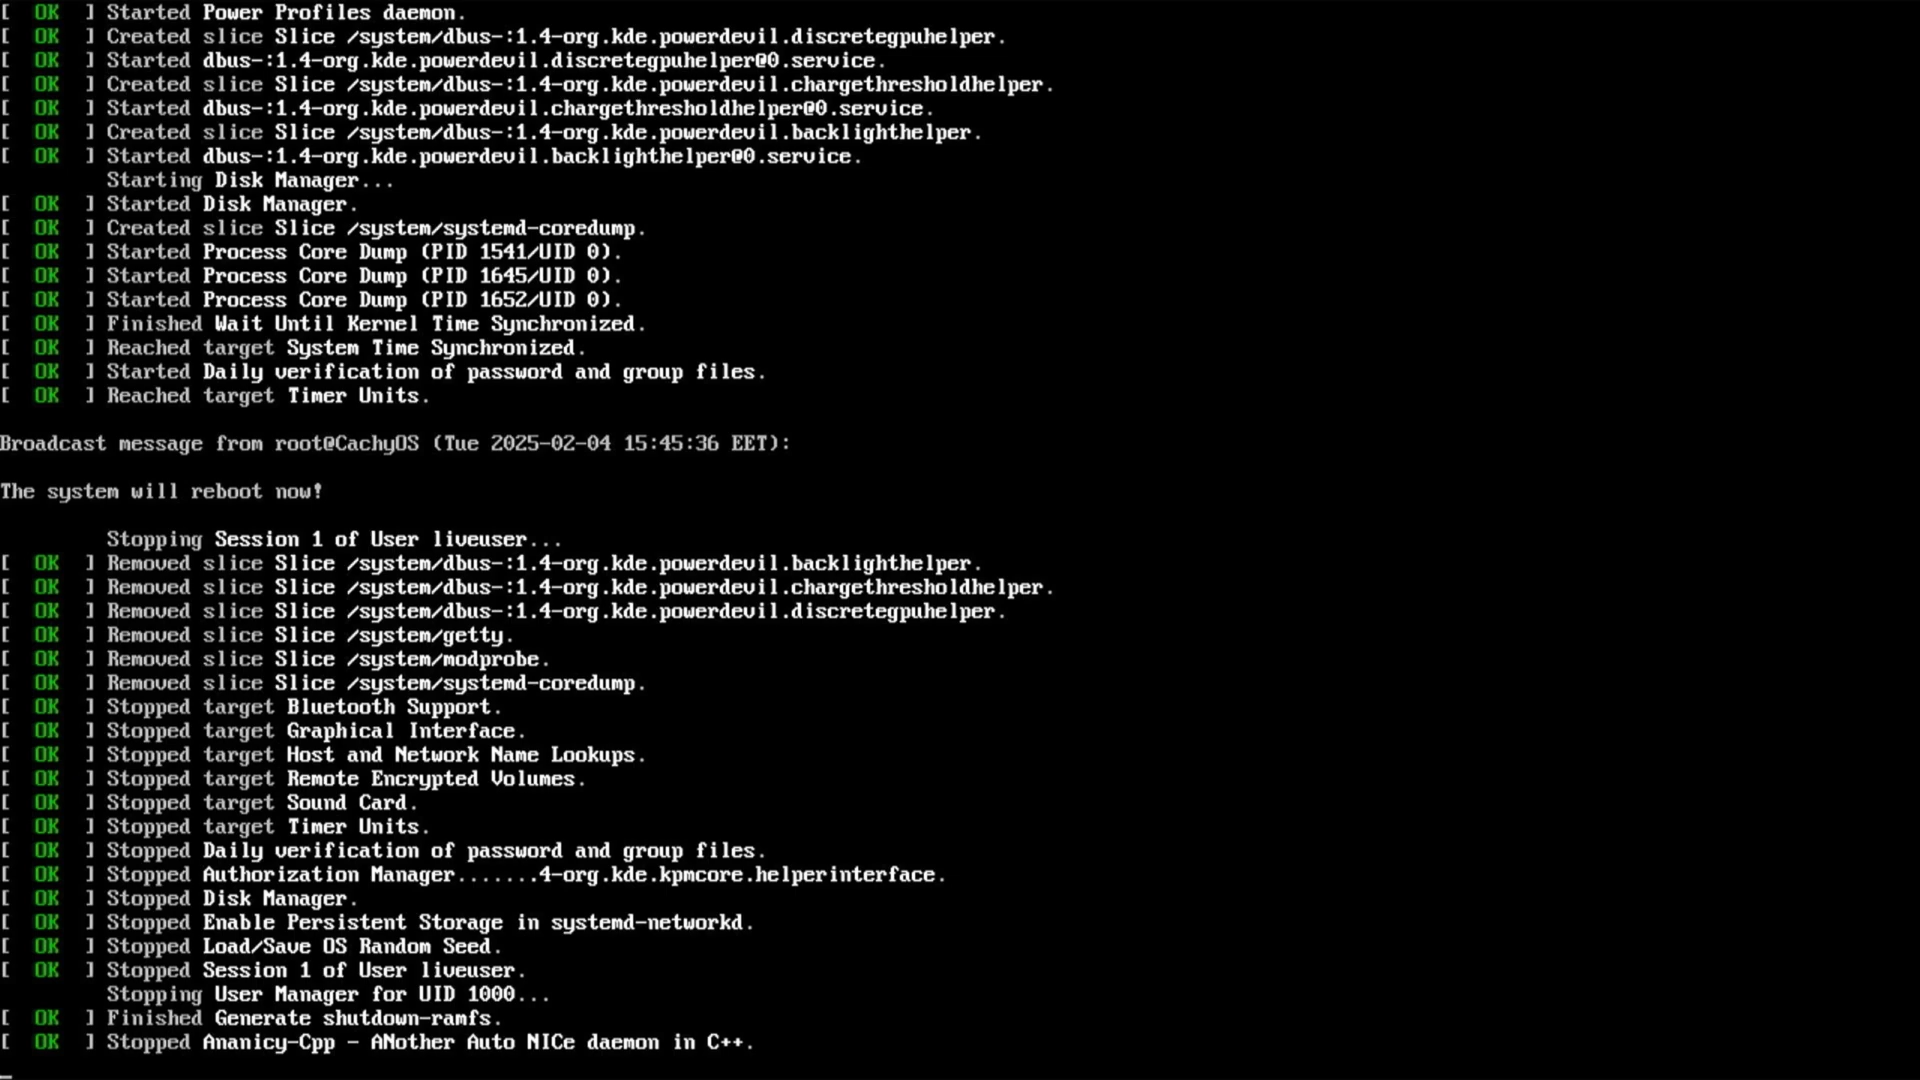 [  OK  ] Started Power Profiles daemon.
[  OK  ] Created slice Slice /system/dbus-:1.4-org.kde.powerdevil.discretegpuhelper.
[  OK  ] Started dbus-:1.4-org.kde.powerdevil.discretegpuhelper@0.service.
[  OK  ] Created slice Slice /system/dbus-:1.4-org.kde.powerdevil.chargethresholdhelper.
[  OK  ] Started dbus-:1.4-org.kde.powerdevil.chargethresholdhelper@0.service.
[  OK  ] Created slice Slice /system/dbus-:1.4-org.kde.powerdevil.backlighthelper.
[  OK  ] Started dbus-:1.4-org.kde.powerdevil.backlighthelper@0.service.
         Starting Disk Manager...
[  OK  ] Started Disk Manager.
[  OK  ] Created slice Slice /system/systemd-coredump.
[  OK  ] Started Process Core Dump (PID 1541/UID 0).
[  OK  ] Started Process Core Dump (PID 1645/UID 0).
[  OK  ] Started Process Core Dump (PID 1652/UID 0).
[  OK  ] Finished Wait Until Kernel Time Synchronized.
[  OK  ] Reached target System Time Synchronized.
[  OK  ] Started Daily verification of password and group files.
[  OK  ] Reached target Timer Units.
Broadcast message from root@CachyOS (Tue 2025-02-04 15:45:36 EET):
The system will reboot now!
         Stopping Session 1 of User liveuser...
[  OK  ] Removed slice Slice /system/dbus-:1.4-org.kde.powerdevil.backlighthelper.
[  OK  ] Removed slice Slice /system/dbus-:1.4-org.kde.powerdevil.chargethresholdhelper.
[  OK  ] Removed slice Slice /system/dbus-:1.4-org.kde.powerdevil.discretegpuhelper.
[  OK  ] Removed slice Slice /system/getty.
[  OK  ] Removed slice Slice /system/modprobe.
[  OK  ] Removed slice Slice /system/systemd-coredump.
[  OK  ] Stopped target Bluetooth Support.
[  OK  ] Stopped target Graphical Interface.
[  OK  ] Stopped target Host and Network Name Lookups.
[  OK  ] Stopped target Remote Encrypted Volumes.
[  OK  ] Stopped target Sound Card.
[  OK  ] Stopped target Timer Units.
[  OK  ] Stopped Daily verification of password and group files.
[  OK  ] Stopped Authorization Manager.......4-org.kde.kpmcore.helperinterface.
[  OK  ] Stopped Disk Manager.
[  OK  ] Stopped Enable Persistent Storage in systemd-networkd.
[  OK  ] Stopped Load/Save OS Random Seed.
[  OK  ] Stopped Session 1 of User liveuser.
         Stopping User Manager for UID 1000...
[  OK  ] Finished Generate shutdown-ramfs.
[  OK  ] Stopped Ananicy-Cpp - ANother Auto NICe daemon in C++.